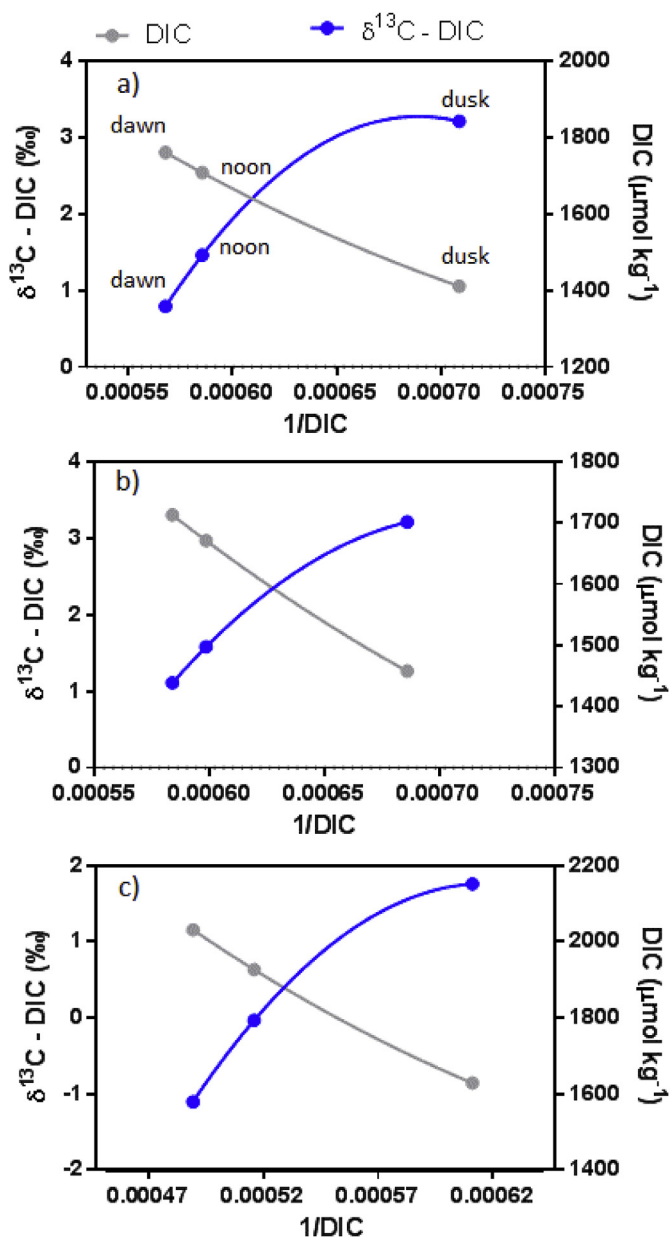 DIC δ¹³C - DIC
a)
dawn
noon
dusk
dawn
noon
dusk
4
3
2
1
0
δ¹³C - DIC (‰)
2000
1800
1600
1400
1200
DIC (μmol kg⁻¹)
0.00055 0.00060 0.00065 0.00070 0.00075
1/DIC
b)
4
3
2
1
0
δ¹³C - DIC (‰)
1800
1700
1600
1500
1400
1300
DIC (μmol kg⁻¹)
0.00055 0.00060 0.00065 0.00070 0.00075
1/DIC
c)
2
1
0
-1
-2
δ¹³C - DIC (‰)
2200
2000
1800
1600
1400
DIC (μmol kg⁻¹)
0.00047 0.00052 0.00057 0.00062
1/DIC